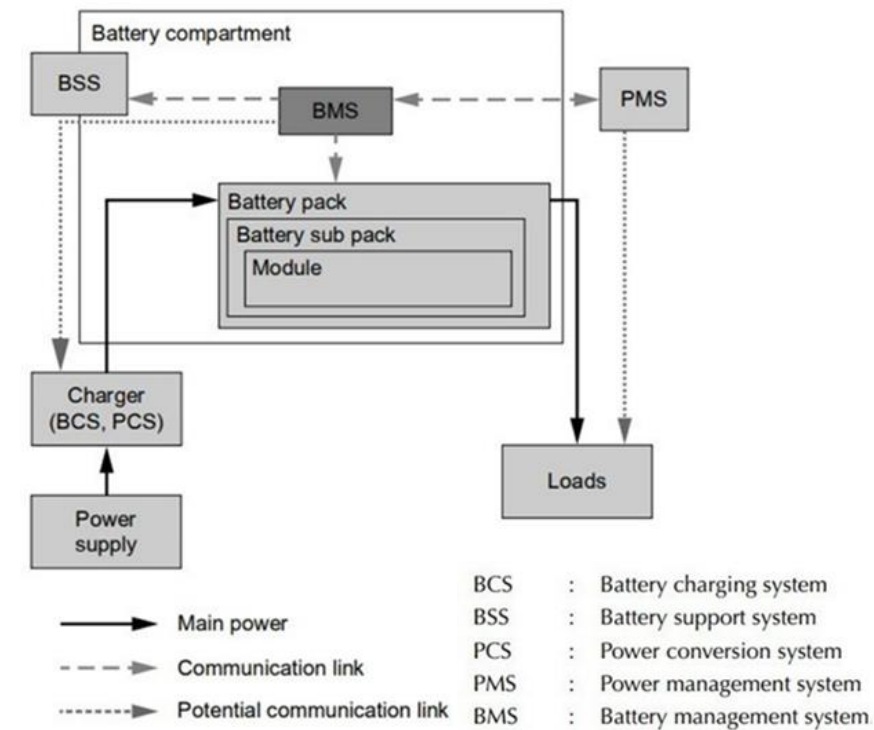 Battery compartment
BSS
BMS
PMS
Battery pack
Battery sub pack
Module
Charger
(BCS, PCS)
Loads
Power
supply
Main power
Communication link
Potential communication link
BCS : Battery charging system
BSS : Battery support system
PCS : Power conversion system
PMS : Power management system
BMS : Battery management system